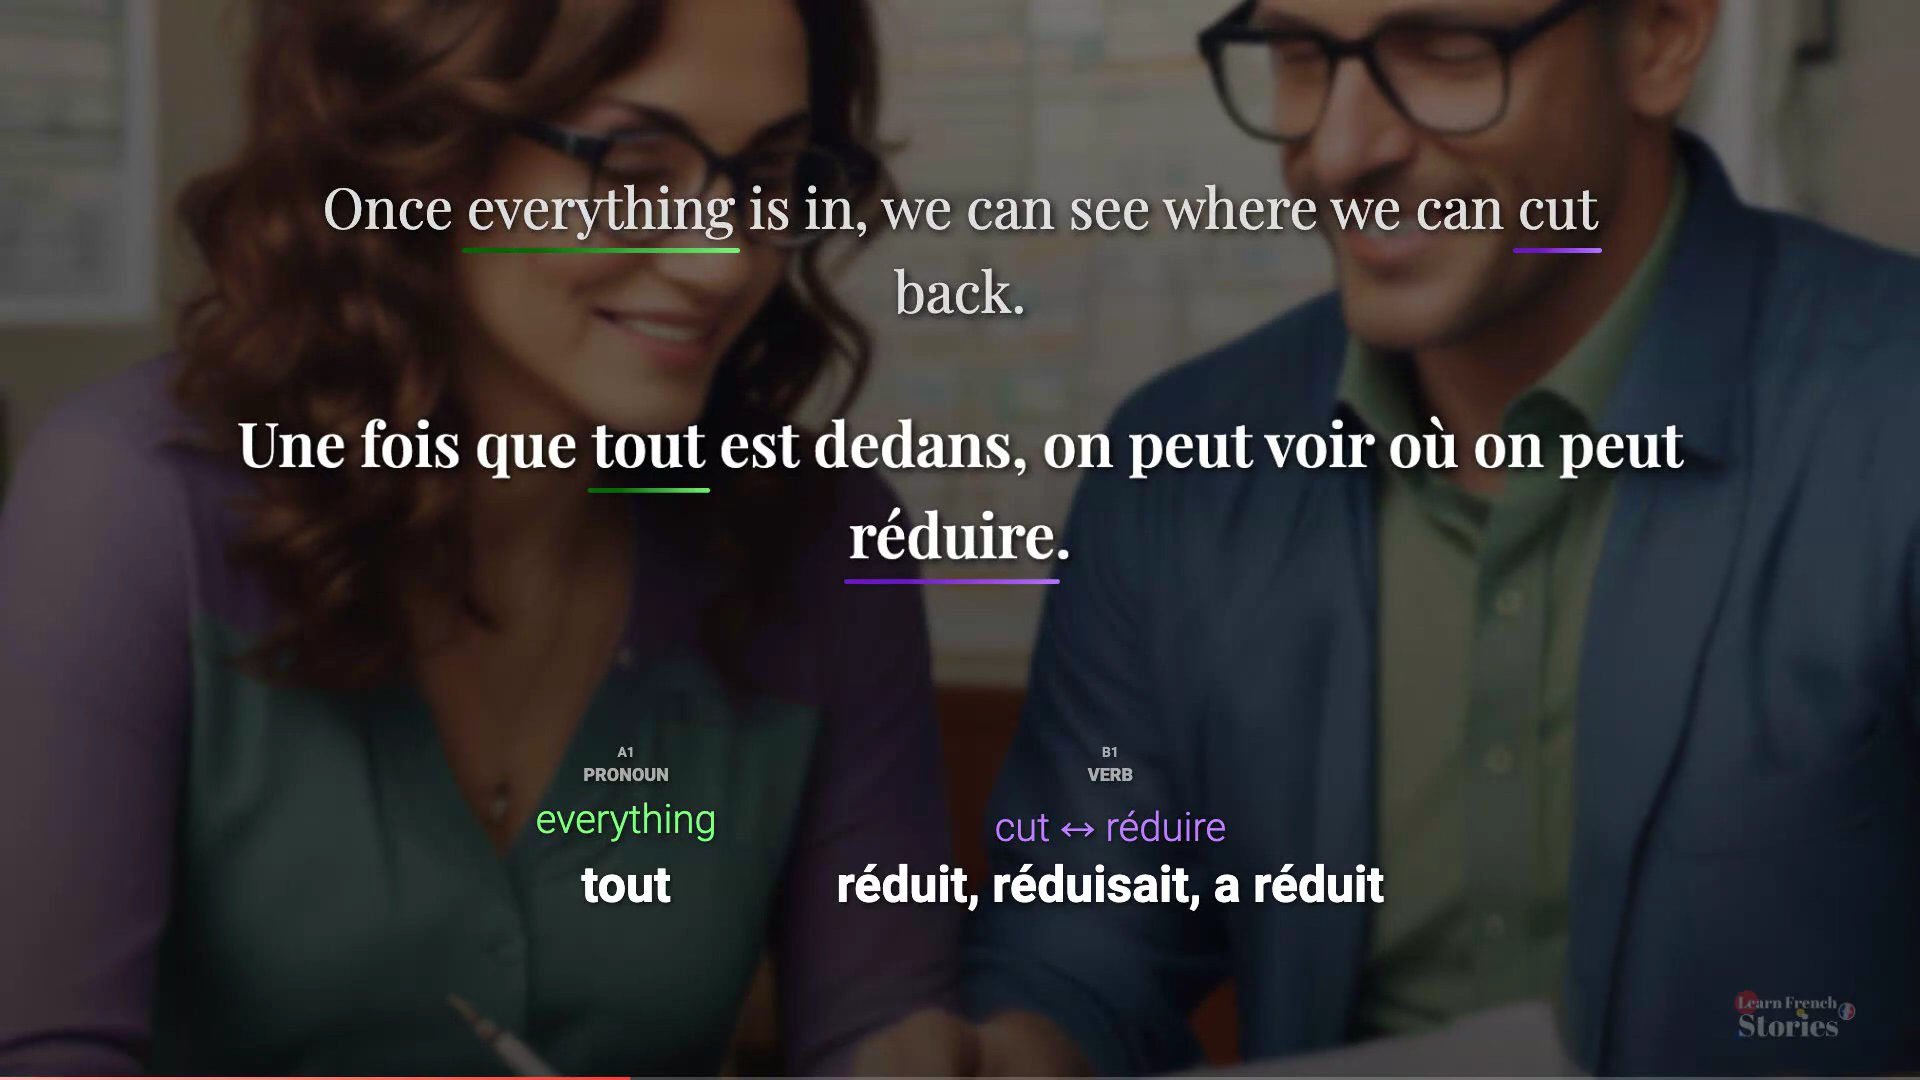 Once everything is in, we can see where we can cut
back.
Une fois que tout est dedans, on peut voir où on peut
réduire.
A1
PRONOUN
everything
tout
B1
VERB
cut ↔ réduire
réduit, réduisait, a réduit
Learn French
Stories